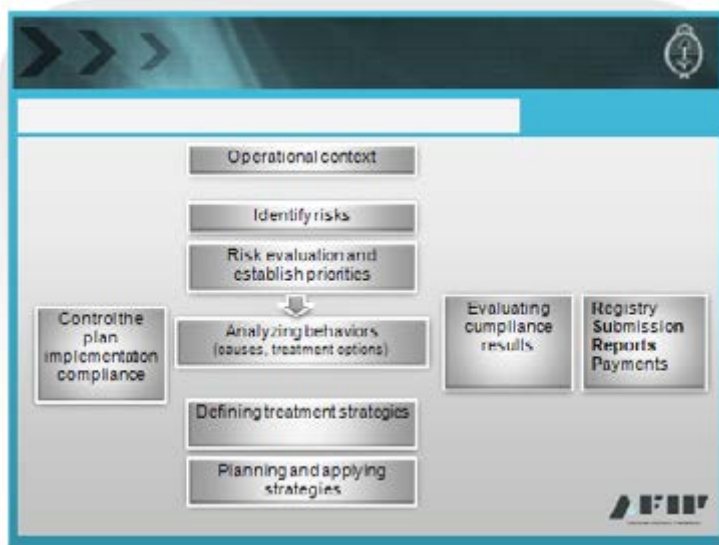 Operational context
Identify risks
Risk evaluation and
establish priorities
Control the
plan
implementation
compliance
Analyzing behaviors
(causes, treatment options)
Evaluating
cumpliance
results
Registry
Submission
Reports
Payments
Defining treatment strategies
Planning and applying
strategies
AFIP